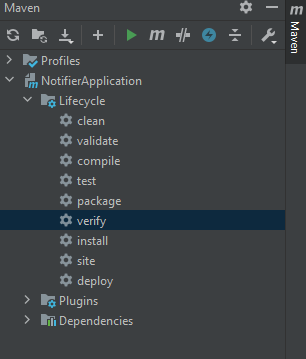 Maven
Profiles
NotifierApplication
Lifecycle
clean
validate
compile
test
package
verify
install
site
deploy
Plugins
Dependencies
m Maven